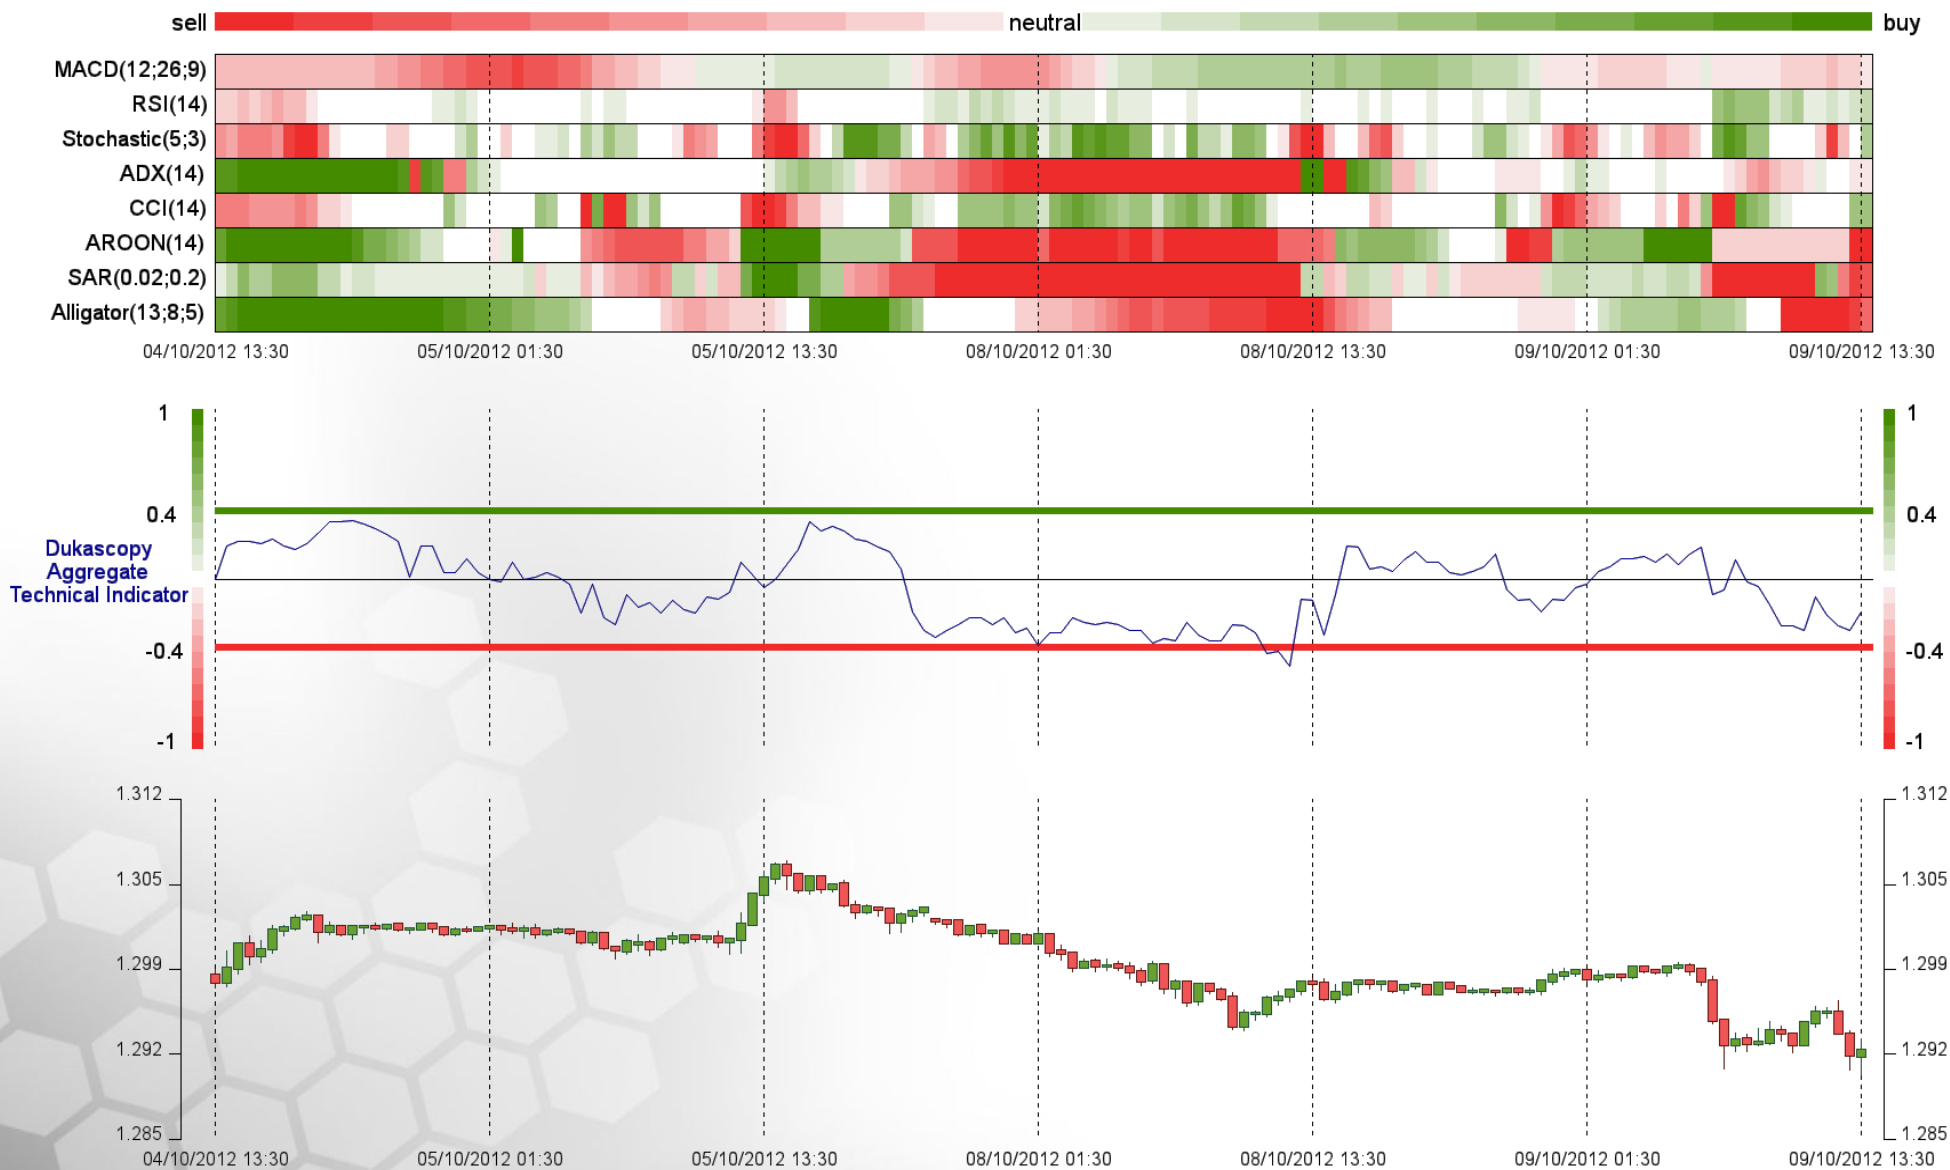 sell neutral buy
MACD(12;26;9)
RSI(14)
Stochastic(5;3)
ADX(14)
CCI(14)
AROON(14)
SAR(0.02;0.2)
Alligator(13;8;5)
04/10/2012 13:30 05/10/2012 01:30 05/10/2012 13:30 08/10/2012 01:30 08/10/2012 13:30 09/10/2012 01:30 09/10/2012 13:30
1 1
0.4 0.4
Dukascopy
Aggregate
Technical Indicator
-0.4 -0.4
-1 -1
1.312 1.312
1.305 1.305
1.299 1.299
1.292 1.292
1.285 1.285
04/10/2012 13:30 05/10/2012 01:30 05/10/2012 13:30 08/10/2012 01:30 08/10/2012 13:30 09/10/2012 01:30 09/10/2012 13:30